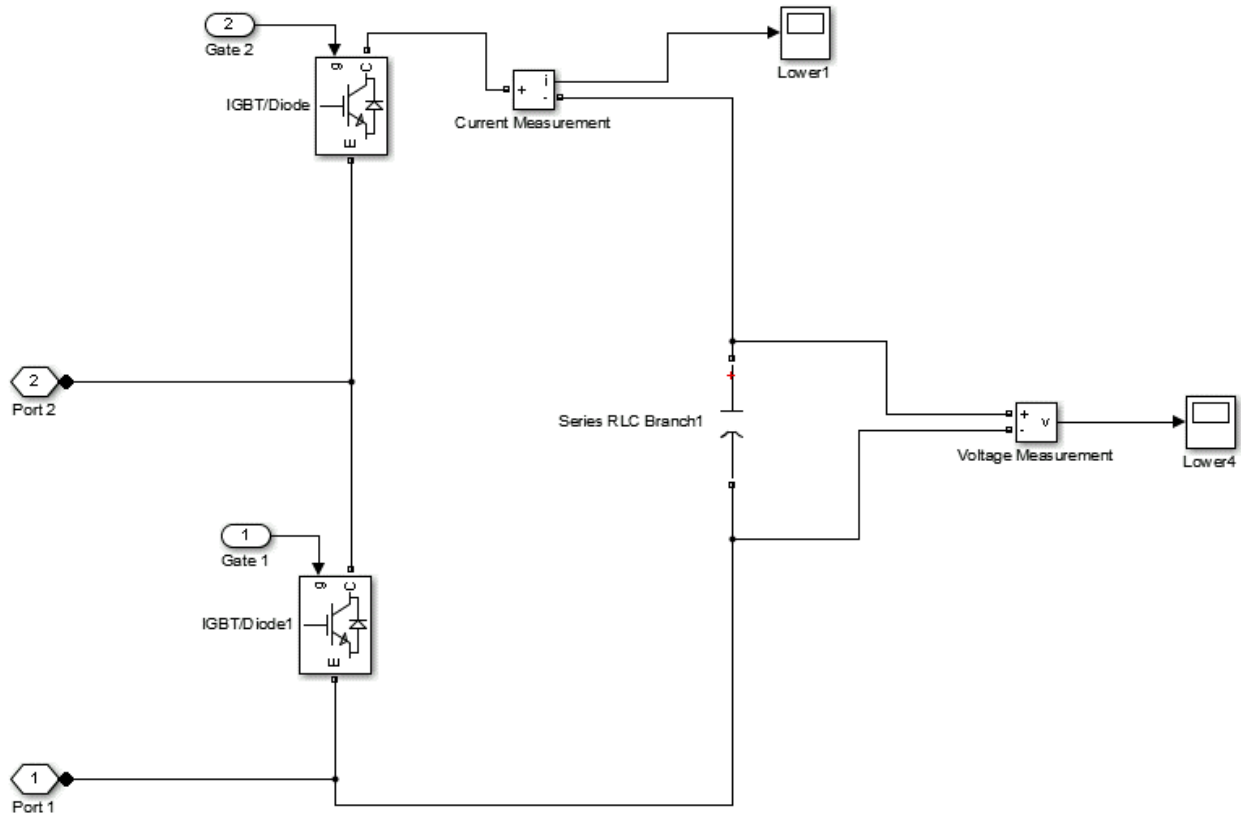 2
Gate 2
g
C
IGBT/Diode
E
+
i
-
Current Measurement
Lower1
2
Port 2
+
Series RLC Branch1
+
-
v
Voltage Measurement
Lower4
1
Gate 1
g
C
IGBT/Diode1
E
1
Port 1